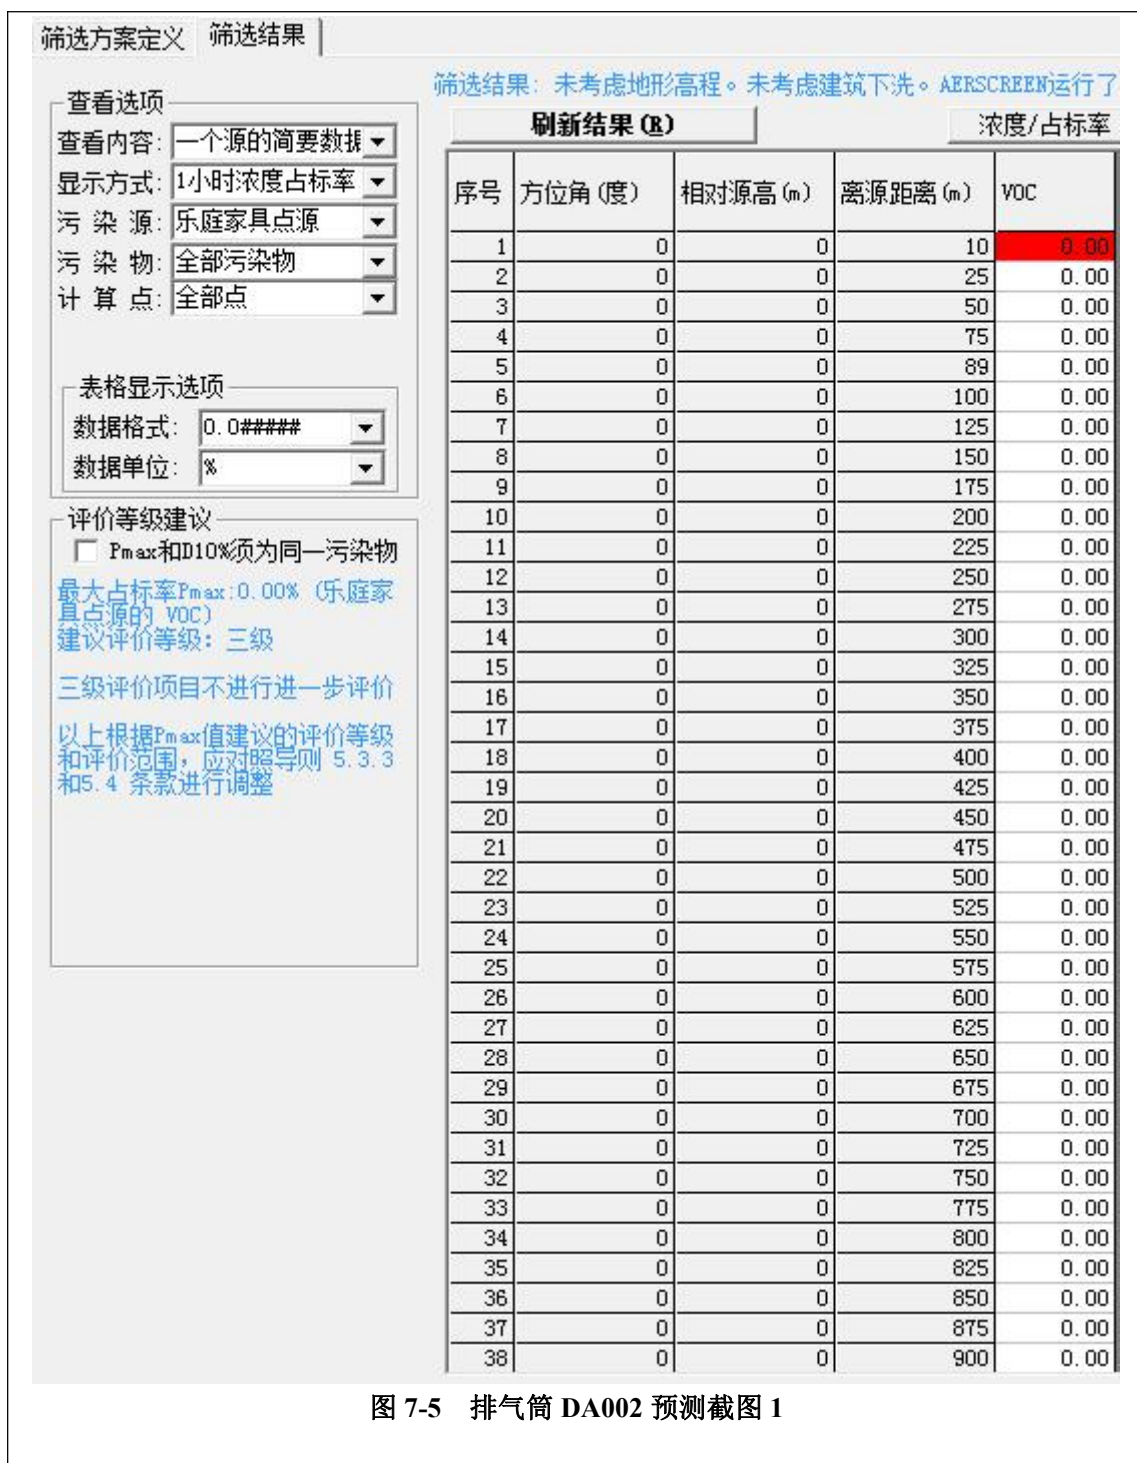 筛选方案定义 筛选结果
筛选结果：未考虑地形高程。未考虑建筑下洗。AERSCREEN运行了
查看选项
查看内容： 一个源的简要数据
显示方式： 1小时浓度占标率
污 染 源： 乐庭家具点源
污 染 物： 全部污染物
计 算 点： 全部点
表格显示选项
数据格式： 0.0#####
数据单位： %
评价等级建议
Pmax和D10%须为同一污染物
最大占标率Pmax:0.00% (乐庭家
具点源的 VOC)
建议评价等级：三级
三级评价项目不进行进一步评价
以上根据Pmax值建议的评价等级
和评价范围，应对照导则 5.3.3
和5.4 条款进行调整
刷新结果(R) 浓度/占标率
序号 方位角(度) 相对源高(m) 离源距离(m) VOC
1 0 0 10 0.00
2 0 0 25 0.00
3 0 0 50 0.00
4 0 0 75 0.00
5 0 0 89 0.00
6 0 0 100 0.00
7 0 0 125 0.00
8 0 0 150 0.00
9 0 0 175 0.00
10 0 0 200 0.00
11 0 0 225 0.00
12 0 0 250 0.00
13 0 0 275 0.00
14 0 0 300 0.00
15 0 0 325 0.00
16 0 0 350 0.00
17 0 0 375 0.00
18 0 0 400 0.00
19 0 0 425 0.00
20 0 0 450 0.00
21 0 0 475 0.00
22 0 0 500 0.00
23 0 0 525 0.00
24 0 0 550 0.00
25 0 0 575 0.00
26 0 0 600 0.00
27 0 0 625 0.00
28 0 0 650 0.00
29 0 0 675 0.00
30 0 0 700 0.00
31 0 0 725 0.00
32 0 0 750 0.00
33 0 0 775 0.00
34 0 0 800 0.00
35 0 0 825 0.00
36 0 0 850 0.00
37 0 0 875 0.00
38 0 0 900 0.00
图 7-5 排气筒 DA002 预测截图 1